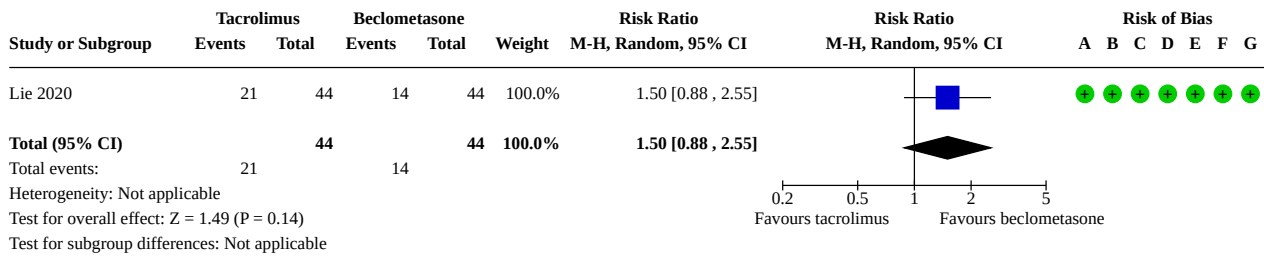 Tacrolimus Beclometasone Risk Ratio Risk Ratio Risk of Bias
Study or Subgroup Events Total Events Total Weight M-H, Random, 95% CI M-H, Random, 95% CI A B C D E F G
Lie 2020 21 44 14 44 100.0% 1.50 [0.88 , 2.55] + + + + + + +
Total (95% CI) 44 44 100.0% 1.50 [0.88 , 2.55]
Total events: 21 14
Heterogeneity: Not applicable 0.2 0.5 1 2 5
Test for overall effect: Z = 1.49 (P = 0.14) Favours tacrolimus Favours beclometasone
Test for subgroup differences: Not applicable